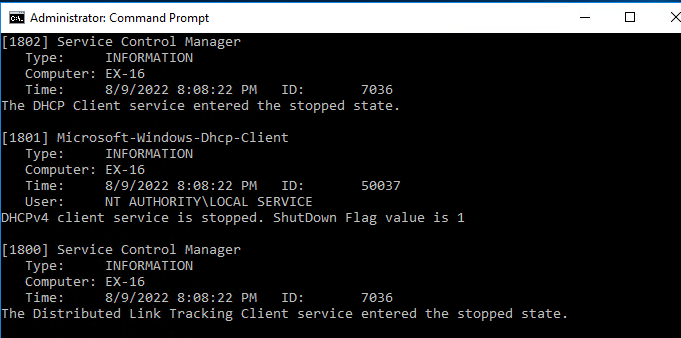 Administrator: Command Prompt
[1802] Service Control Manager
Type: INFORMATION
Computer: EX-16
Time: 8/9/2022 8:08:22 PM ID: 7036
The DHCP Client service entered the stopped state.
[1801] Microsoft-Windows-Dhcp-Client
Type: INFORMATION
Computer: EX-16
Time: 8/9/2022 8:08:22 PM ID: 50037
User: NT AUTHORITY\LOCAL SERVICE
DHCPv4 client service is stopped. ShutDown Flag value is 1
[1800] Service Control Manager
Type: INFORMATION
Computer: EX-16
Time: 8/9/2022 8:08:22 PM ID: 7036
The Distributed Link Tracking Client service entered the stopped state.